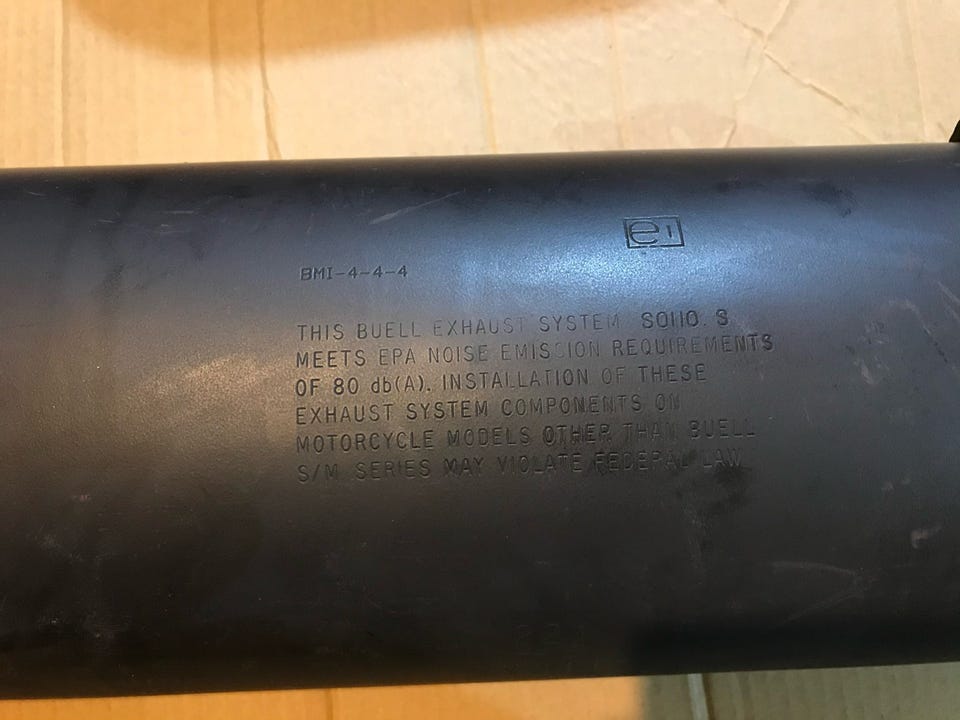 e1
BMI-4-4-4
THIS BUELL EXHAUST SYSTEM SO110.S
MEETS EPA NOISE EMISSION REQUIREMENTS
OF 80 db(A). INSTALLATION OF THESE
EXHAUST SYSTEM COMPONENTS ON
MOTORCYCLE MODELS OTHER THAN BUELL
S/M SERIES MAY VIOLATE FEDERAL LAW